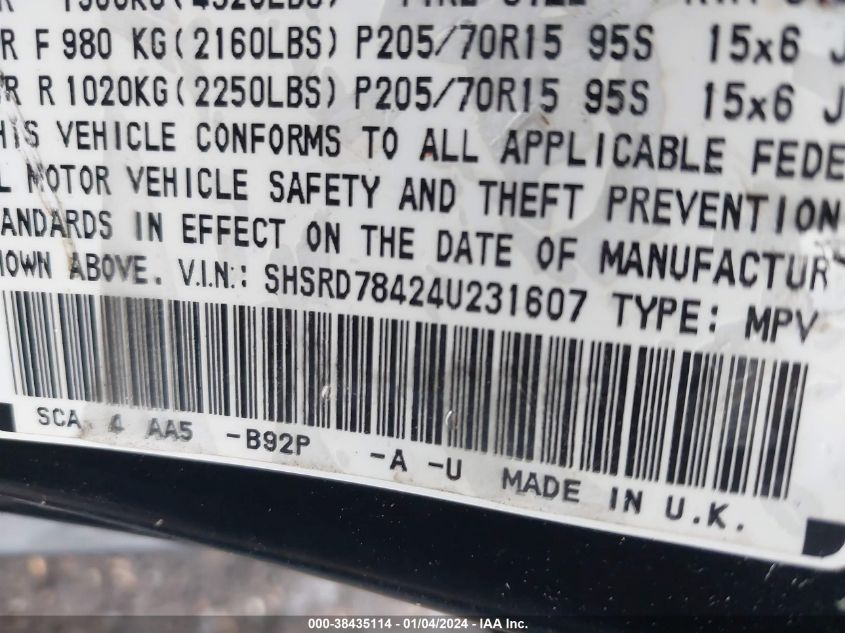 R F 980 KG(2160LBS) P205/70R15 95S 15x6 J
R R 1020KG(2250LBS) P205/70R15 95S 15x6 J
HIS VEHICLE CONFORMS TO ALL APPLICABLE FEDE
L MOTOR VEHICLE SAFETY AND THEFT PREVENTION
ANDARDS IN EFFECT ON THE DATE OF MANUFACTUR
HOWN ABOVE. V.I.N.: SHSRD78424U231607 TYPE: MPV
SCA 4 AA5 -B92P -A -U MADE IN U.K.
000-38435114 - 01/04/2024 - IAA Inc.